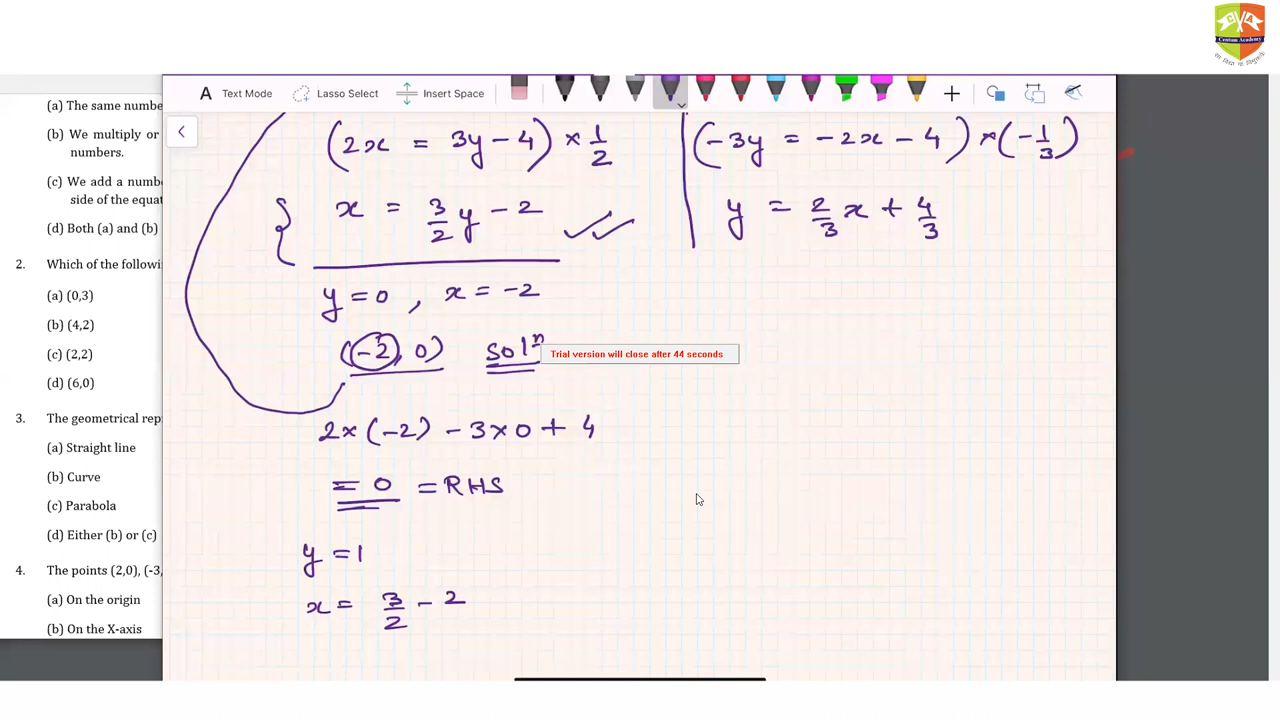 Centum Academy
Text Mode
Lasso Select
Insert Space
(a) The same numbe
(b) We multiply or
numbers.
(c) We add a numb
side of the equat
(d) Both (a) and (b)
2. Which of the followi
(a) (0,3)
(b) (4,2)
(c) (2,2)
(d) (6,0)
3. The geometrical rep
(a) Straight line
(b) Curve
(c) Parabola
(d) Either (b) or (c)
4. The points (2,0), (-3,
(a) On the origin
(b) On the X-axis
(2x = 3y - 4) × 1/2
x = 3/2 y - 2
y = 0 , x = -2
(-2, 0) Solⁿ
Trial version will close after 44 seconds
2×(-2) - 3×0 + 4
= 0 = RHS
y = 1
x = 3/2 - 2
(-3y = -2x - 4) × (-1/3)
y = 2/3 x + 4/3